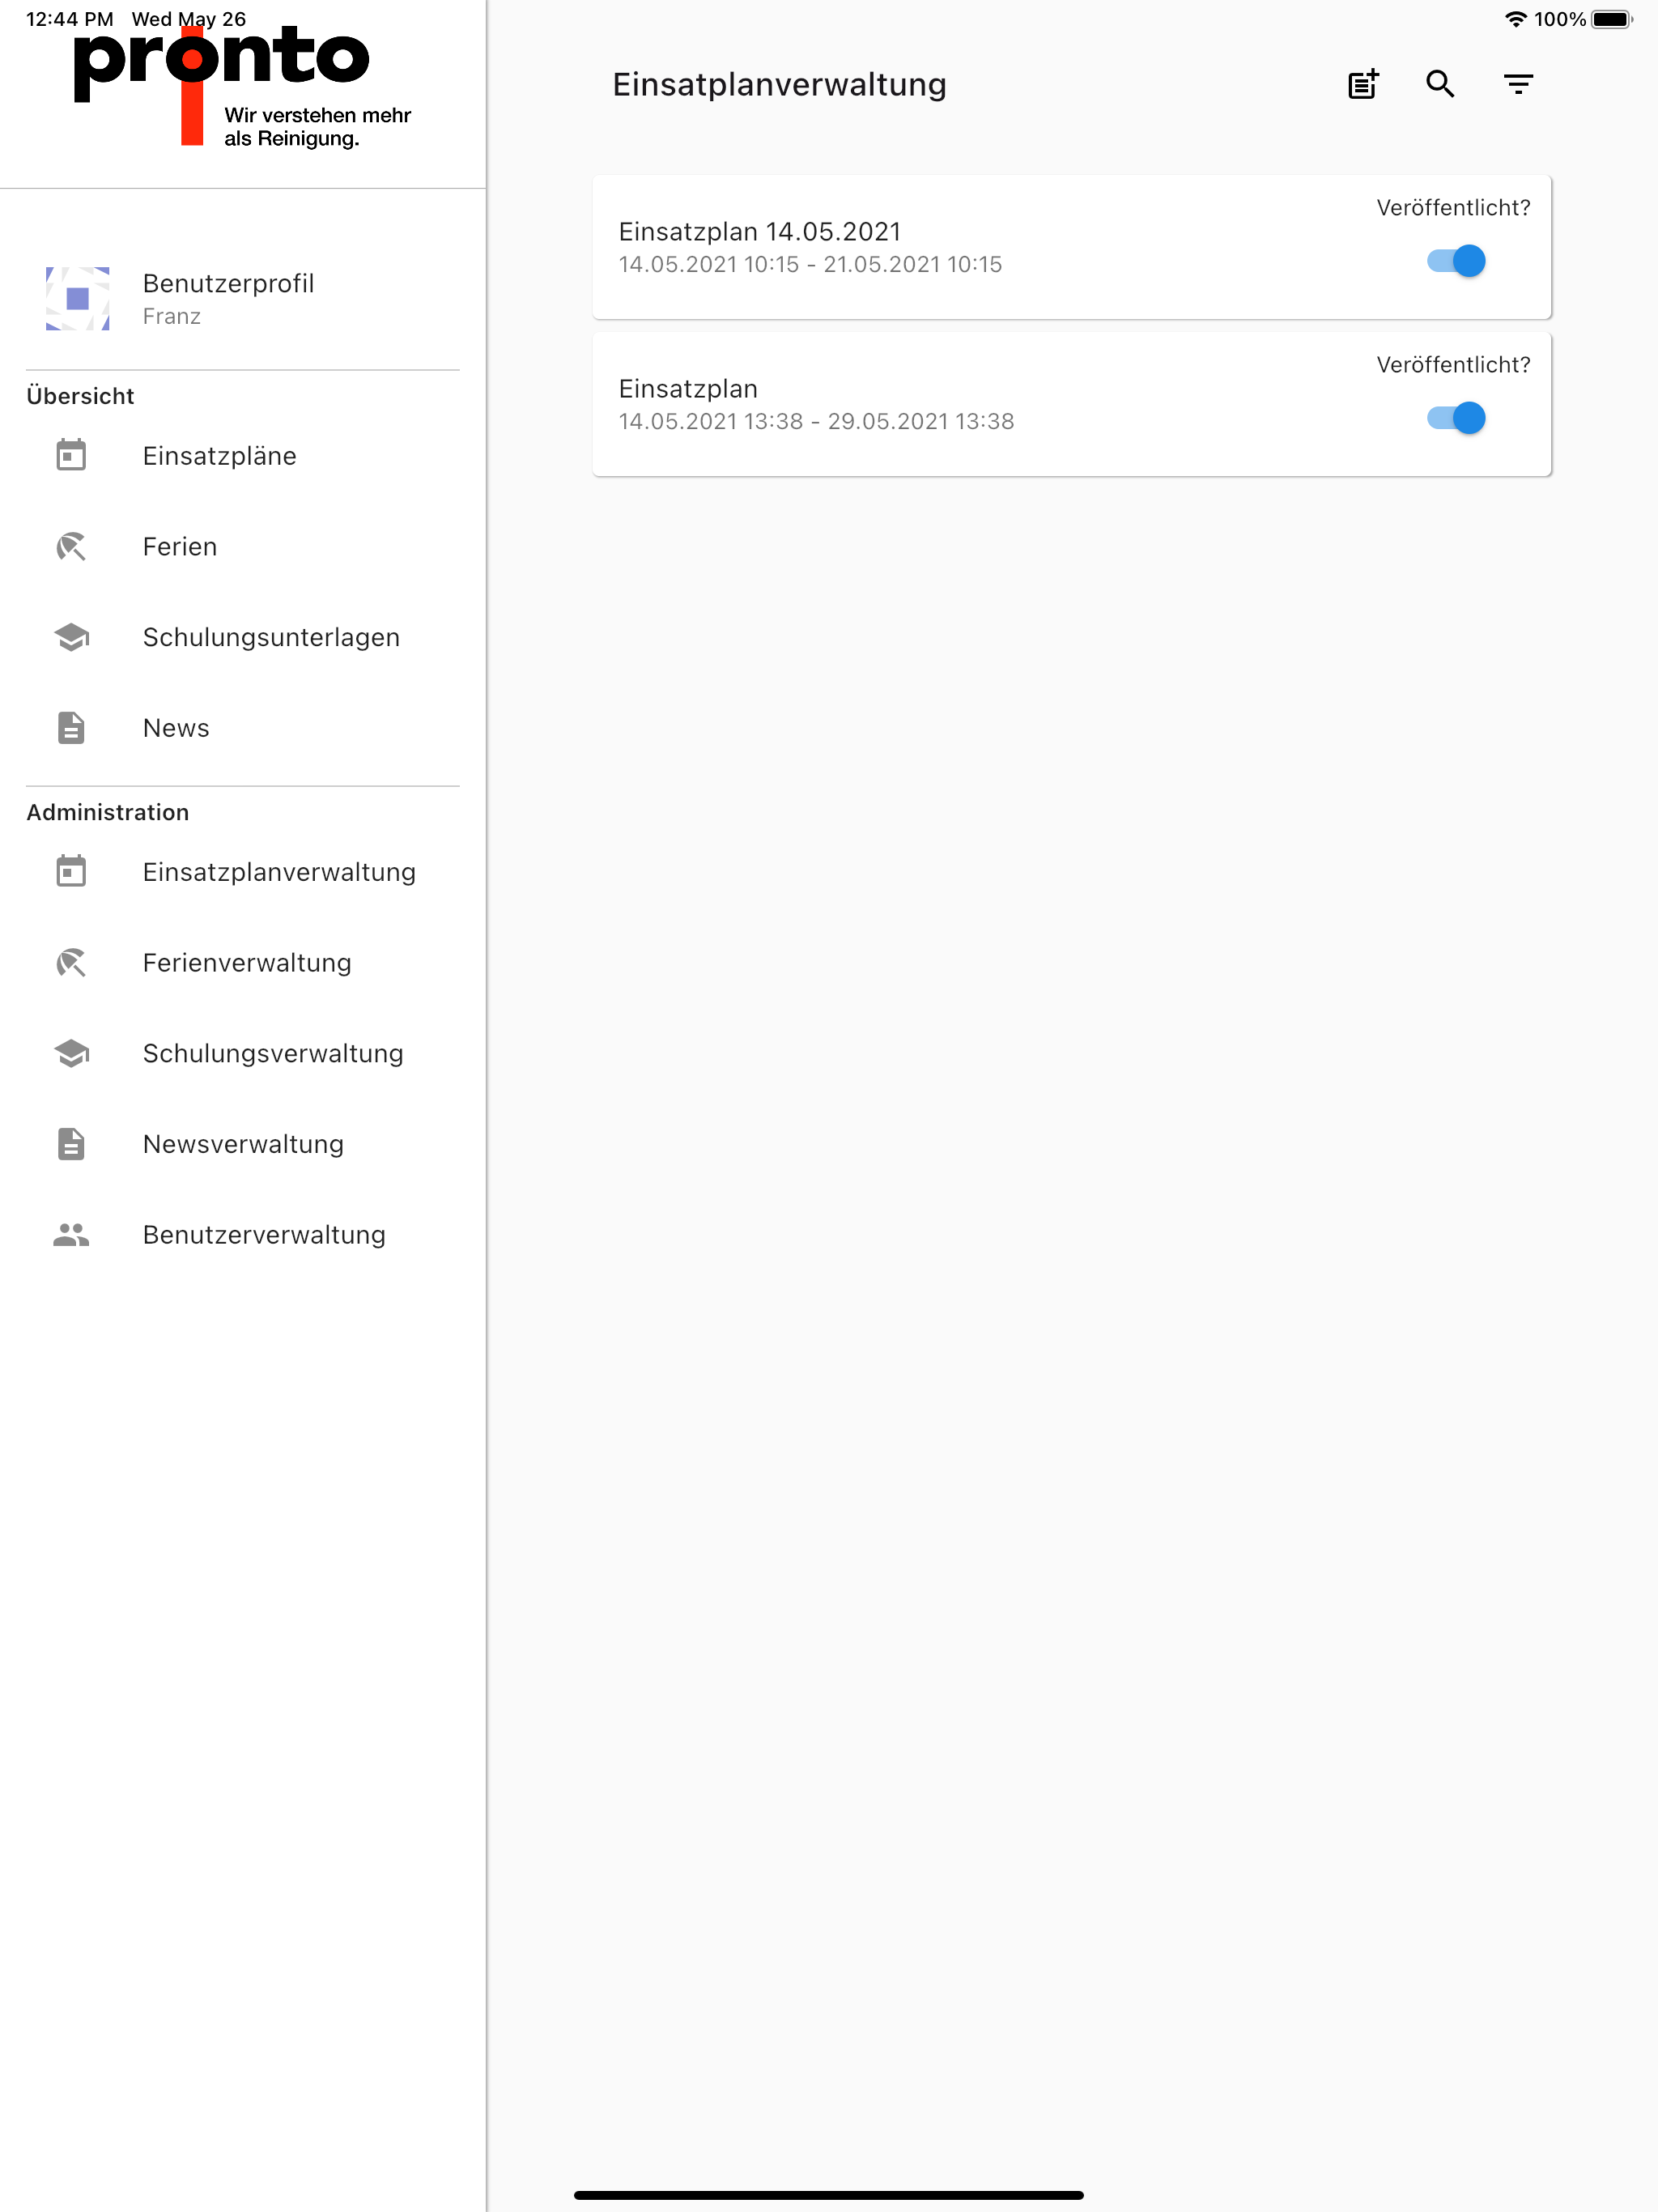 12:44 PM Wed May 26
100%
pronto
Wir verstehen mehr
als Reinigung.
Benutzerprofil
Franz
Übersicht
Einsatzpläne
Ferien
Schulungsunterlagen
News
Administration
Einsatzplanverwaltung
Ferienverwaltung
Schulungsverwaltung
Newsverwaltung
Benutzerverwaltung
Einsatplanverwaltung
Veröffentlicht?
Einsatzplan 14.05.2021
14.05.2021 10:15 - 21.05.2021 10:15
Veröffentlicht?
Einsatzplan
14.05.2021 13:38 - 29.05.2021 13:38